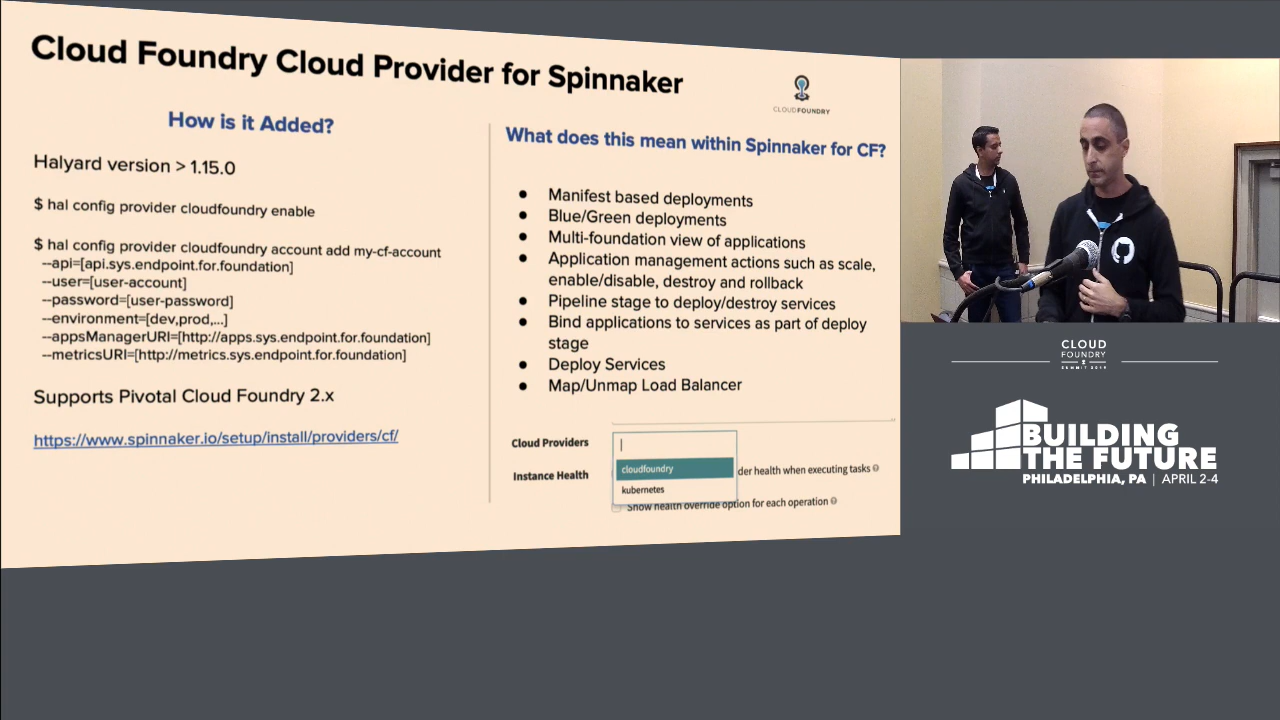 Cloud Foundry Cloud Provider for Spinnaker
CLOUDFOUNDRY
How is it Added?
Halyard version > 1.15.0
$ hal config provider cloudfoundry enable
$ hal config provider cloudfoundry account add my-cf-account
--api=[api.sys.endpoint.for.foundation]
--user=[user-account]
--password=[user-password]
--environment=[dev,prod,...]
--appsManagerURI=[http://apps.sys.endpoint.for.foundation]
--metricsURI=[http://metrics.sys.endpoint.for.foundation]
Supports Pivotal Cloud Foundry 2.x
https://www.spinnaker.io/setup/install/providers/cf/
What does this mean within Spinnaker for CF?
● Manifest based deployments
● Blue/Green deployments
● Multi-foundation view of applications
● Application management actions such as scale,
enable/disable, destroy and rollback
● Pipeline stage to deploy/destroy services
● Bind applications to services as part of deploy
stage
● Deploy Services
● Map/Unmap Load Balancer
Cloud Providers
cloudfoundry
Instance Health
der health when executing tasks
kubernetes
Show health override option for each operation
CLOUD
FOUNDRY
SUMMIT 2019
BUILDING
THE FUTURE
PHILADELPHIA, PA | APRIL 2-4